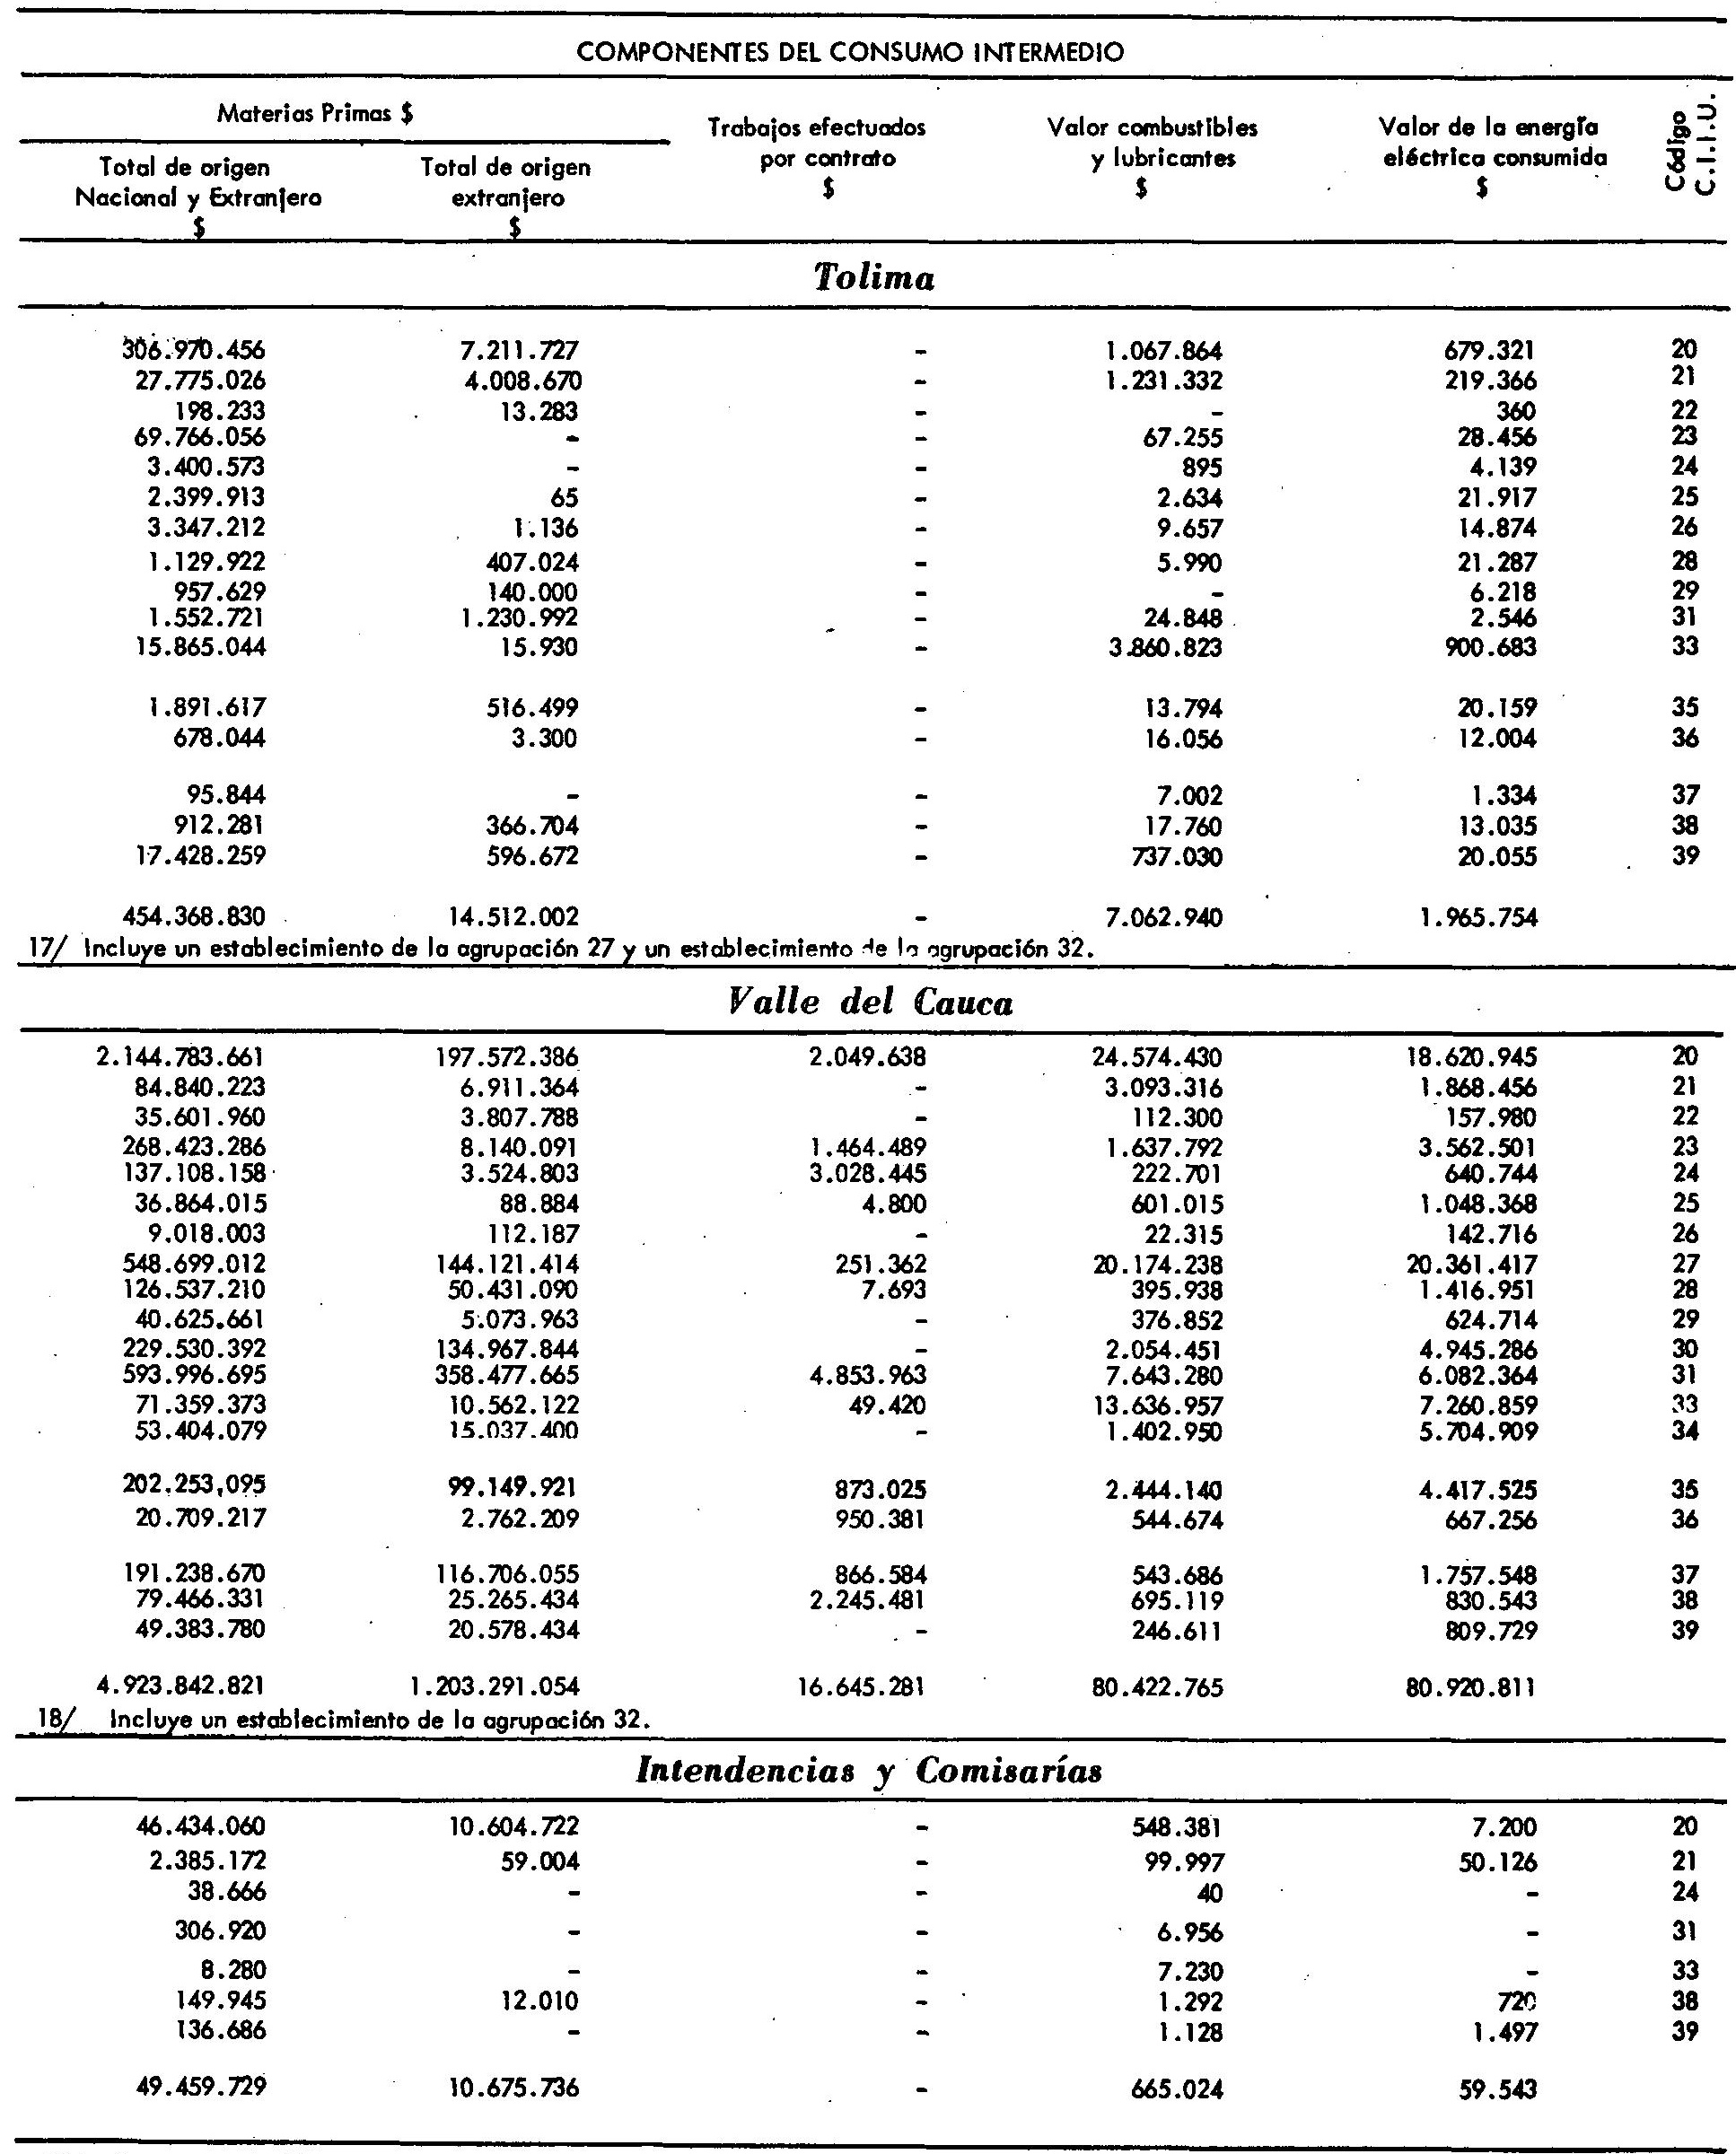 COMPONENTES DEL CONSUMO INTERMEDIO
Materias Primas $
Total de origen Nacional y Extranjero $
Total de origen extranjero $
Trabajos efectuados por contrato $
Valor combustibles y lubricantes $
Valor de la energía eléctrica consumida $
Código C.I.I.U.
Tolima
306.970.456 7.211.727 - 1.067.864 679.321 20
27.775.026 4.008.670 - 1.231.332 219.366 21
198.233 13.283 - - 360 22
69.766.056 - - 67.255 28.456 23
3.400.573 - - 895 4.139 24
2.399.913 65 - 2.634 21.917 25
3.347.212 1.136 - 9.657 14.874 26
1.129.922 407.024 - 5.990 21.287 28
957.629 140.000 - - 6.218 29
1.552.721 1.230.992 - 24.848 2.546 31
15.865.044 15.930 - 3.860.823 900.683 33
1.891.617 516.499 - 13.794 20.159 35
678.044 3.300 - 16.056 12.004 36
95.844 - - 7.002 1.334 37
912.281 366.704 - 17.760 13.035 38
17.428.259 596.672 - 737.030 20.055 39
454.368.830 14.512.002 - 7.062.940 1.965.754
17/ Incluye un establecimiento de la agrupación 27 y un establecimiento de la agrupación 32.
Valle del Cauca
2.144.783.661 197.572.386 2.049.638 24.574.430 18.620.945 20
84.840.223 6.911.364 - 3.093.316 1.868.456 21
35.601.960 3.807.788 - 112.300 157.980 22
268.423.286 8.140.091 1.464.489 1.637.792 3.562.501 23
137.108.158 3.524.803 3.028.445 222.701 640.744 24
36.864.015 88.884 4.800 601.015 1.048.368 25
9.018.003 112.187 - 22.315 142.716 26
548.699.012 144.121.414 251.362 20.174.238 20.361.417 27
126.537.210 50.431.090 7.693 395.938 1.416.951 28
40.625.661 5.073.963 - 376.852 624.714 29
229.530.392 134.967.844 - 2.054.451 4.945.286 30
593.996.695 358.477.665 4.853.963 7.643.280 6.082.364 31
71.359.373 10.562.122 49.420 13.636.957 7.260.859 33
53.404.079 15.037.400 - 1.402.950 5.704.909 34
202.253,095 99.149.921 873.025 2.444.140 4.417.525 35
20.709.217 2.762.209 950.381 544.674 667.256 36
191.238.670 116.706.055 866.584 543.686 1.757.548 37
79.466.331 25.265.434 2.245.481 695.119 830.543 38
49.383.780 20.578.434 - 246.611 809.729 39
4.923.842.821 1.203.291.054 16.645.281 80.422.765 80.920.811
18/ Incluye un establecimiento de la agrupación 32.
Intendencias y Comisarías
46.434.060 10.604.722 - 548.381 7.200 20
2.385.172 59.004 - 99.997 50.126 21
38.666 - - 40 - 24
306.920 - - 6.956 - 31
8.280 - - 7.230 - 33
149.945 12.010 - 1.292 720 38
136.686 - - 1.128 1.497 39
49.459.729 10.675.736 - 665.024 59.543